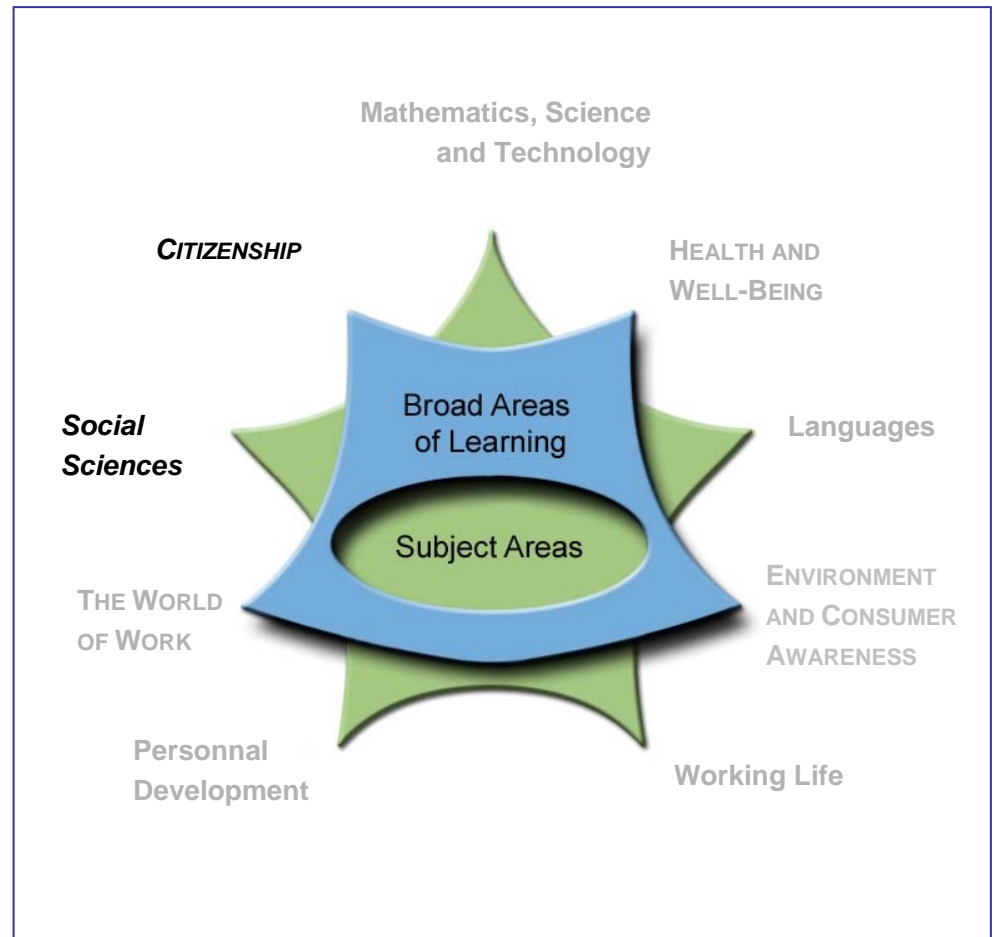 Mathematics, Science
and Technology
CITIZENSHIP
HEALTH AND
WELL-BEING
Broad Areas
of Learning
Social
Sciences
Languages
Subject Areas
THE WORLD
OF WORK
ENVIRONMENT
AND CONSUMER
AWARENESS
Personnal
Development
Working Life